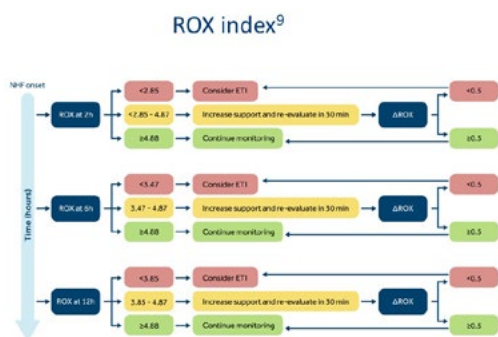 ROX index⁹
NHF onset
Time (hours)
ROX at 2h
<2.85
Consider ETI
<0.5
<2.85 - 4.87
Increase support and re-evaluate in 30 min
ΔROX
≥4.88
Continue monitoring
≥0.5
ROX at 6h
<3.47
Consider ETI
<0.5
3.47 - 4.87
Increase support and re-evaluate in 30 min
ΔROX
≥4.88
Continue monitoring
≥0.5
ROX at 12h
<3.85
Consider ETI
<0.5
3.85 - 4.87
Increase support and re-evaluate in 30 min
ΔROX
≥4.88
Continue monitoring
≥0.5